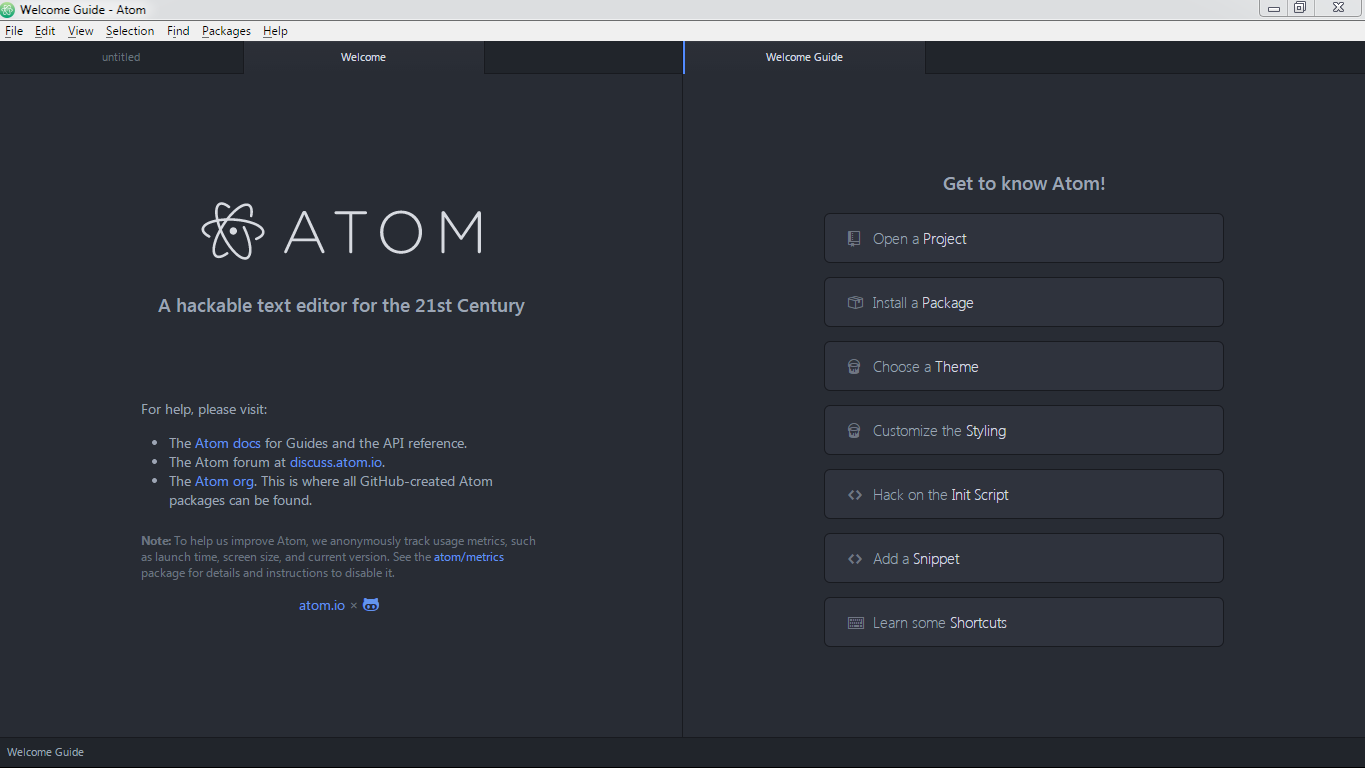 Welcome Guide - Atom
File Edit View Selection Find Packages Help
untitled Welcome Welcome Guide
ATOM
A hackable text editor for the 21st Century
For help, please visit:
• The Atom docs for Guides and the API reference.
• The Atom forum at discuss.atom.io.
• The Atom org. This is where all GitHub-created Atom
packages can be found.
Note: To help us improve Atom, we anonymously track usage metrics, such
as launch time, screen size, and current version. See the atom/metrics
package for details and instructions to disable it.
atom.io ×
Get to know Atom!
Open a Project
Install a Package
Choose a Theme
Customize the Styling
Hack on the Init Script
Add a Snippet
Learn some Shortcuts
Welcome Guide